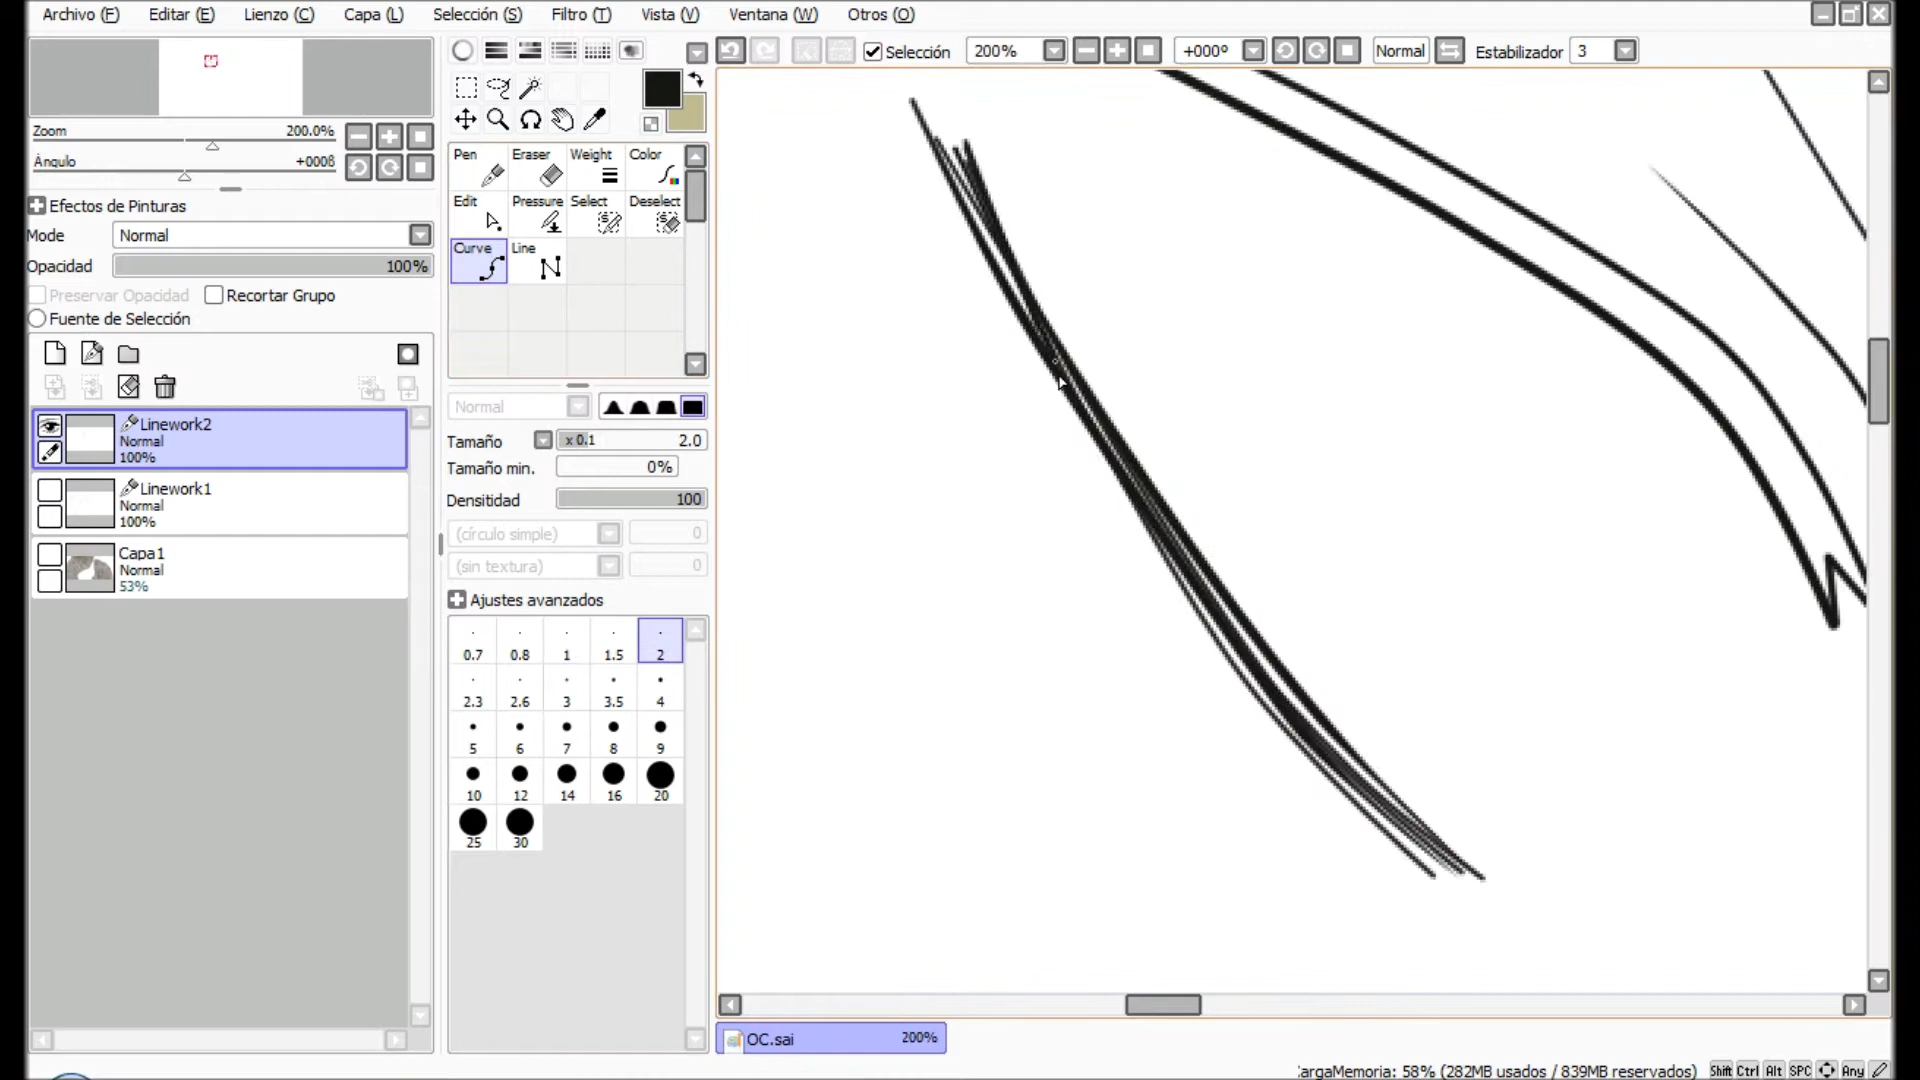 Archivo (F) Editar (E) Lienzo (C) Capa (L) Selección (S) Filtro (T) Vista (V) Ventana (W) Otros (O)
Selección 200% +000º Normal Estabilizador 3
Zoom 200.0%
Ángulo +000ß
Efectos de Pinturas
Mode Normal
Opacidad 100%
Preservar Opacidad Recortar Grupo
Fuente de Selección
Linework2
Normal
100%
Linework1
Normal
100%
Capa1
Normal
53%
Pen Eraser Weight Color
Edit Pressure Select Deselect
Curve Line
Normal
Tamaño x 0.1 2.0
Tamaño min. 0%
Densitidad 100
(círculo simple) 0
(sin textura) 0
Ajustes avanzados
0.7 0.8 1 1.5 2
2.3 2.6 3 3.5 4
5 6 7 8 9
10 12 14 16 20
25 30
OC.sai 200%
argaMemoria: 58% (282MB usados / 839MB reservados) Shift Ctrl Alt SPC Any